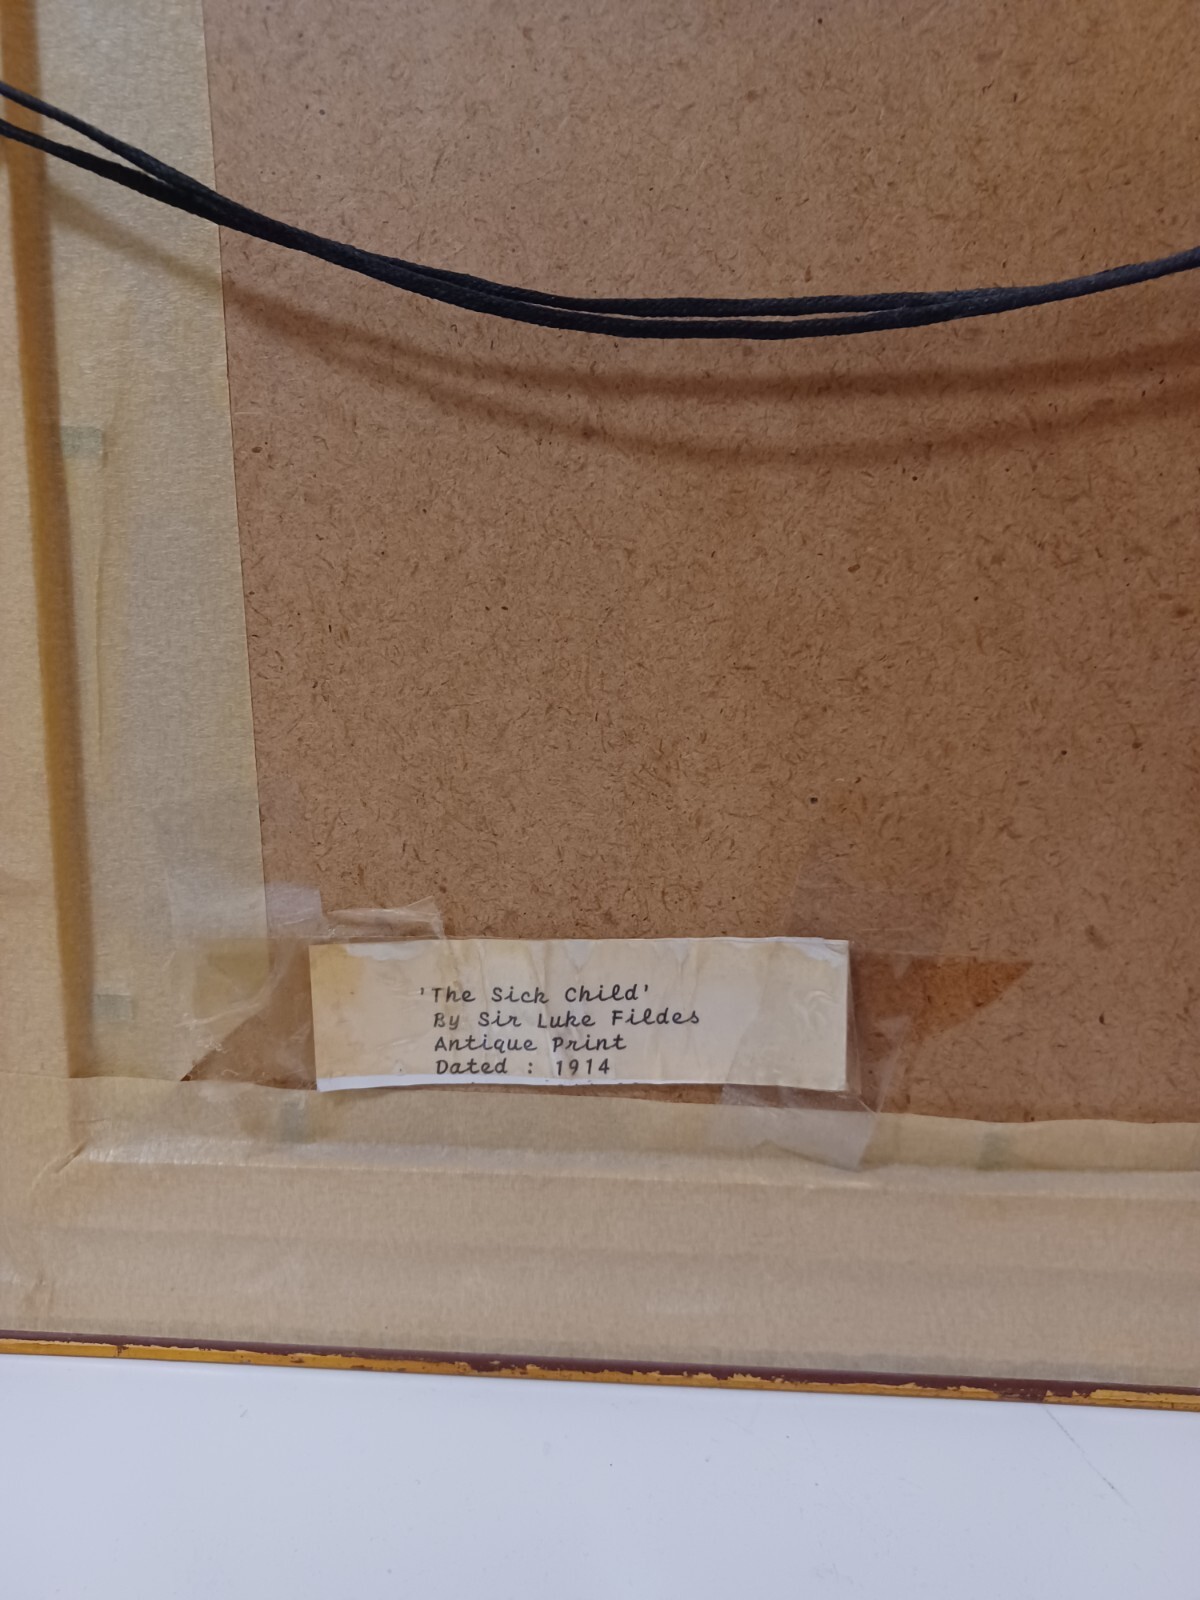 'The Sick Child'
By Sir Luke Fildes
Antique Print
Dated : 1914